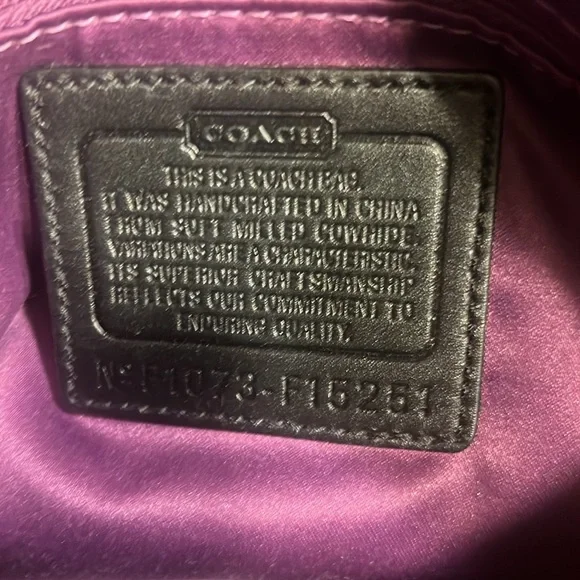 COACH
THIS IS A COACH BAG.
IT WAS HANDCRAFTED IN CHINA
FROM SOFT MILLED COWHIDE.
VARIATIONS ARE A CHARACTERISTIC.
ITS SUPERIOR CRAFTSMANSHIP
REFLECTS OUR COMMITMENT TO
ENDURING QUALITY.
No F1073-F15251